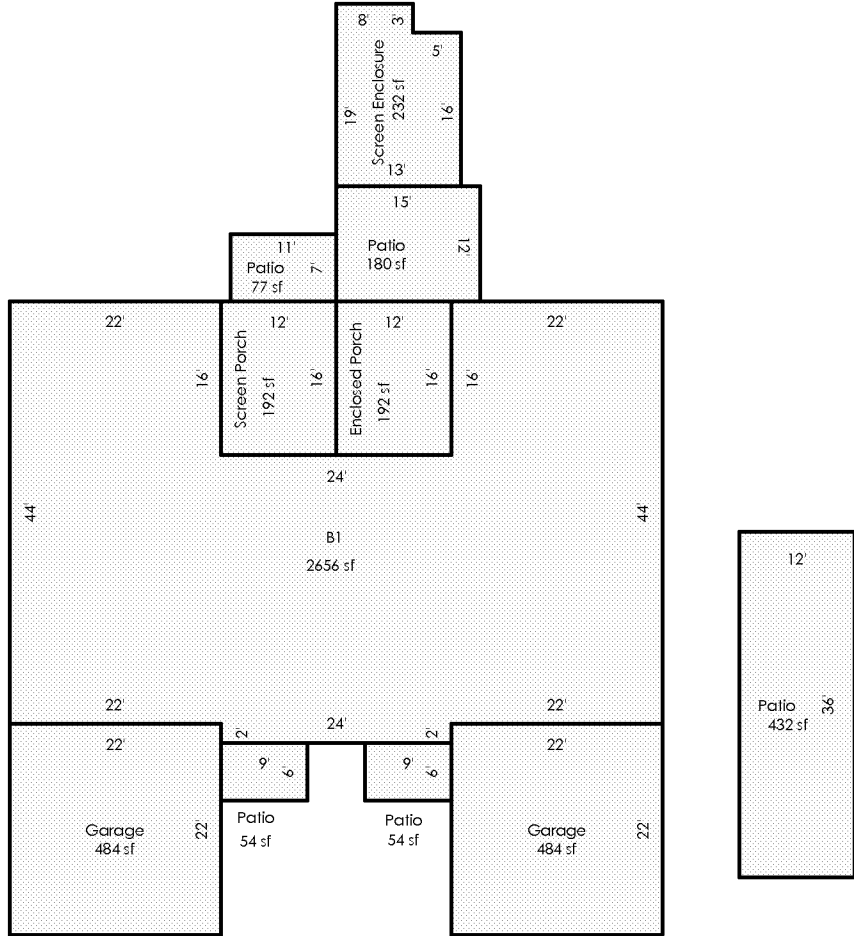 8'
3'
5'
Screen Enclosure
232 sf
19'
16'
13'
15'
Patio
180 sf
12'
11'
Patio
77 sf
7'
22'
12'
12'
22'
16'
Screen Porch
192 sf
16'
Enclosed Porch
192 sf
16'
16'
24'
44'
44'
B1
2656 sf
12'
Patio
432 sf
36'
22'
22'
24'
2'
2'
22'
22'
9'
6'
9'
6'
Patio
54 sf
Patio
54 sf
Garage
484 sf
22'
Garage
484 sf
22'